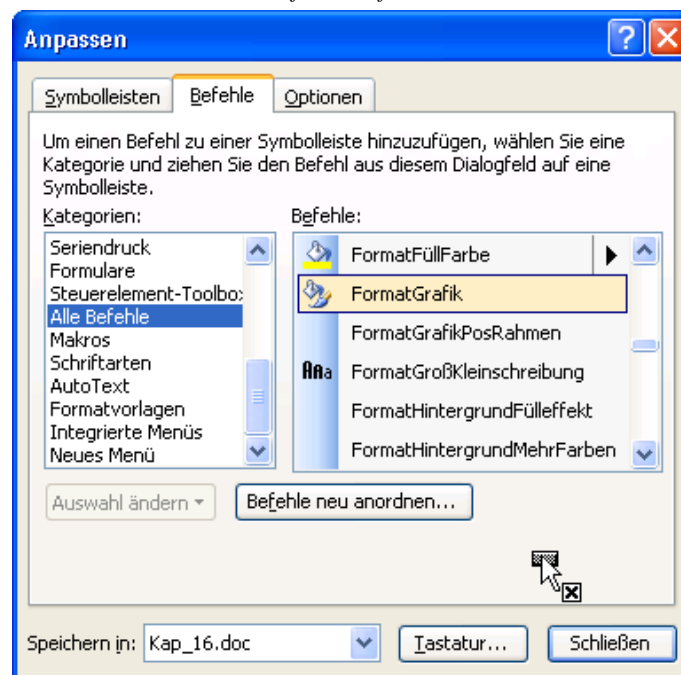 Anpassen
Symbolleisten Befehle Optionen
Um einen Befehl zu einer Symbolleiste hinzuzufügen, wählen Sie eine
Kategorie und ziehen Sie den Befehl aus diesem Dialogfeld auf eine
Symbolleiste.
Kategorien:
Seriendruck
Formulare
Steuerelement-Toolbox
Alle Befehle
Makros
Schriftarten
AutoText
Formatvorlagen
Integrierte Menüs
Neues Menü
Befehle:
FormatFüllFarbe
FormatGrafik
FormatGrafikPosRahmen
AAa FormatGroßKleinschreibung
FormatHintergrundFülleffekt
FormatHintergrundMehrFarben
Auswahl ändern Befehle neu anordnen...
Speichern in: Kap_16.doc Tastatur... Schließen